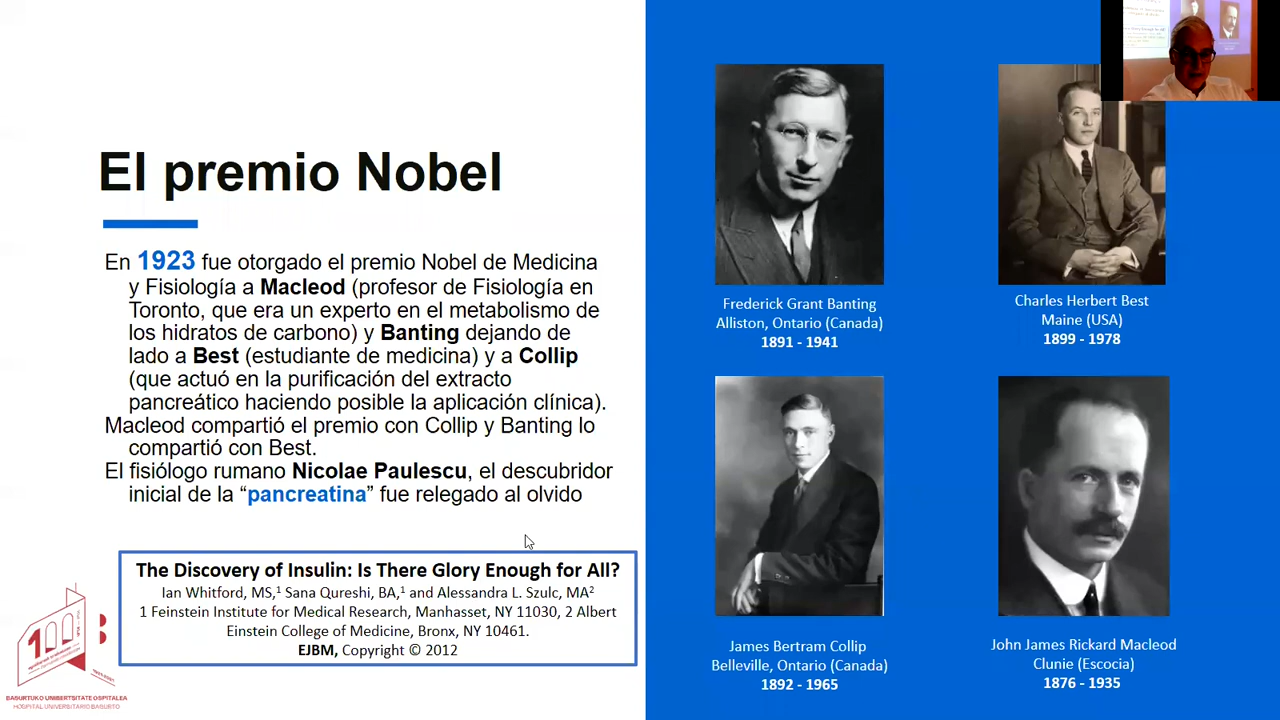 El premio Nobel
En 1923 fue otorgado el premio Nobel de Medicina
y Fisiología a Macleod (profesor de Fisiología en
Toronto, que era un experto en el metabolismo de
los hidratos de carbono) y Banting dejando de
lado a Best (estudiante de medicina) y a Collip
(que actuó en la purificación del extracto
pancreático haciendo posible la aplicación clínica).
Macleod compartió el premio con Collip y Banting lo
compartió con Best.
El fisiólogo rumano Nicolae Paulescu, el descubridor
inicial de la “pancreatina” fue relegado al olvido
The Discovery of Insulin: Is There Glory Enough for All?
Ian Whitford, MS,¹ Sana Qureshi, BA,¹ and Alessandra L. Szulc, MA²
1 Feinstein Institute for Medical Research, Manhasset, NY 11030, 2 Albert
Einstein College of Medicine, Bronx, NY 10461.
EJBM, Copyright © 2012
100
BASURTUKO UNIBERTSITATE OSPITALEA
HOSPITAL UNIVERSITARIO BASURTO
Frederick Grant Banting
Alliston, Ontario (Canada)
1891 - 1941
Charles Herbert Best
Maine (USA)
1899 - 1978
James Bertram Collip
Belleville, Ontario (Canada)
1892 - 1965
John James Rickard Macleod
Clunie (Escocia)
1876 - 1935